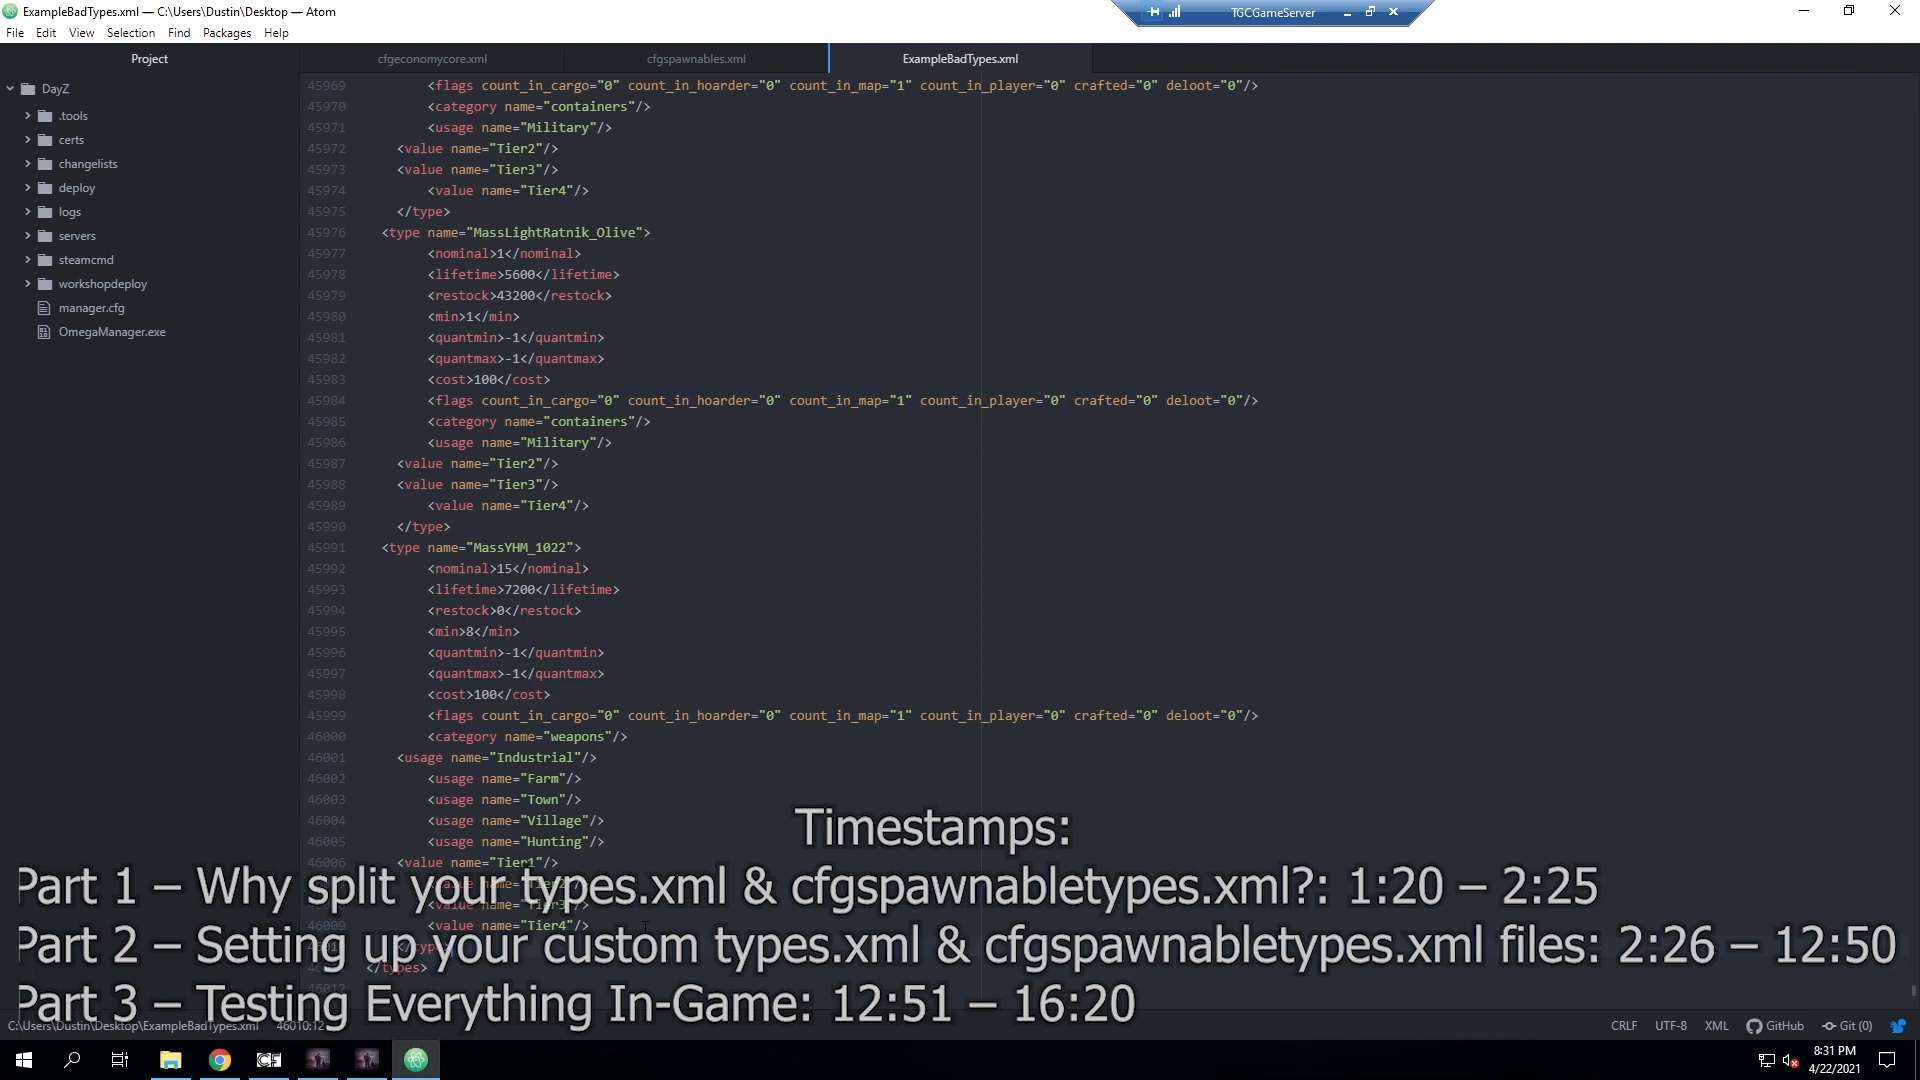 ExampleBadTypes.xml — C:\Users\Dustin\Desktop — Atom
TGCGameServer
File Edit View Selection Find Packages Help
Project
cfgeconomycore.xml
cfgspawnables.xml
ExampleBadTypes.xml
DayZ
.tools
certs
changelists
deploy
logs
servers
steamcmd
workshopdeploy
manager.cfg
OmegaManager.exe
45969 <flags count_in_cargo="0" count_in_hoarder="0" count_in_map="1" count_in_player="0" crafted="0" deloot="0"/>
45970 <category name="containers"/>
45971 <usage name="Military"/>
45972 <value name="Tier2"/>
45973 <value name="Tier3"/>
45974 <value name="Tier4"/>
45975 </type>
45976 <type name="MassLightRatnik_Olive">
45977 <nominal>1</nominal>
45978 <lifetime>5600</lifetime>
45979 <restock>43200</restock>
45980 <min>1</min>
45981 <quantmin>-1</quantmin>
45982 <quantmax>-1</quantmax>
45983 <cost>100</cost>
45984 <flags count_in_cargo="0" count_in_hoarder="0" count_in_map="1" count_in_player="0" crafted="0" deloot="0"/>
45985 <category name="containers"/>
45986 <usage name="Military"/>
45987 <value name="Tier2"/>
45988 <value name="Tier3"/>
45989 <value name="Tier4"/>
45990 </type>
45991 <type name="MassYHM_1022">
45992 <nominal>15</nominal>
45993 <lifetime>7200</lifetime>
45994 <restock>0</restock>
45995 <min>8</min>
45996 <quantmin>-1</quantmin>
45997 <quantmax>-1</quantmax>
45998 <cost>100</cost>
45999 <flags count_in_cargo="0" count_in_hoarder="0" count_in_map="1" count_in_player="0" crafted="0" deloot="0"/>
46000 <category name="weapons"/>
46001 <usage name="Industrial"/>
46002 <usage name="Farm"/>
46003 <usage name="Town"/>
46004 <usage name="Village"/>
46005 <usage name="Hunting"/>
46006 <value name="Tier1"/>
46009 <value name="Tier4"/>
</types>
46012
Timestamps:
Part 1 – Why split your types.xml & cfgspawnabletypes.xml?: 1:20 – 2:25
Part 2 – Setting up your custom types.xml & cfgspawnabletypes.xml files: 2:26 – 12:50
Part 3 – Testing Everything In-Game: 12:51 – 16:20
C:\Users\Dustin\Desktop\ExampleBadTypes.xml 46010:12
CRLF UTF-8 XML GitHub Git (0)
8:31 PM
4/22/2021